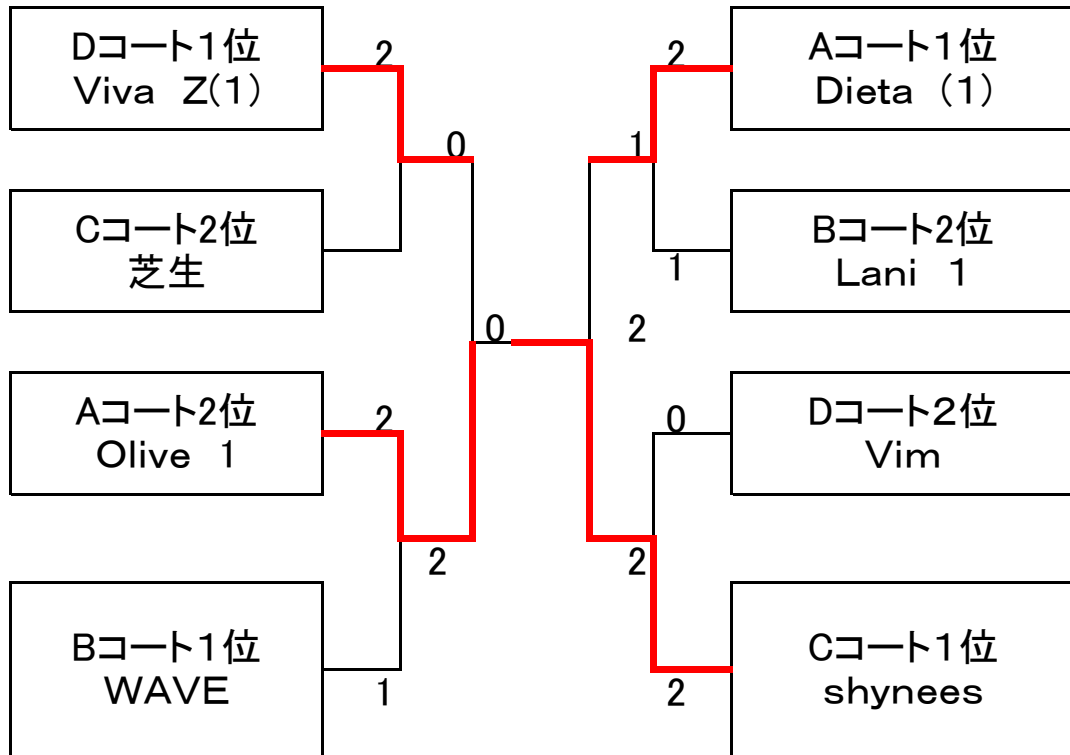 Dコート１位
Viva　Z(１)
2
2
Aコート１位
Dieta　（１）
0
1
Cコート2位
芝生
1
Bコート2位
Lani　1
0
2
Aコート2位
Olive　1
2
0
Dコート２位
Vim
2
2
Bコート１位
WAVE
1
2
Cコート１位
shynees